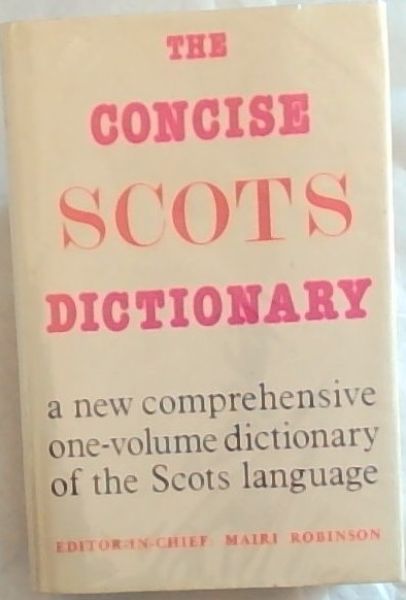 THE
CONCISE
SCOTS
DICTIONARY
a new comprehensive
one-volume dictionary
of the Scots language
EDITOR-IN-CHIEF: MAIRI ROBINSON